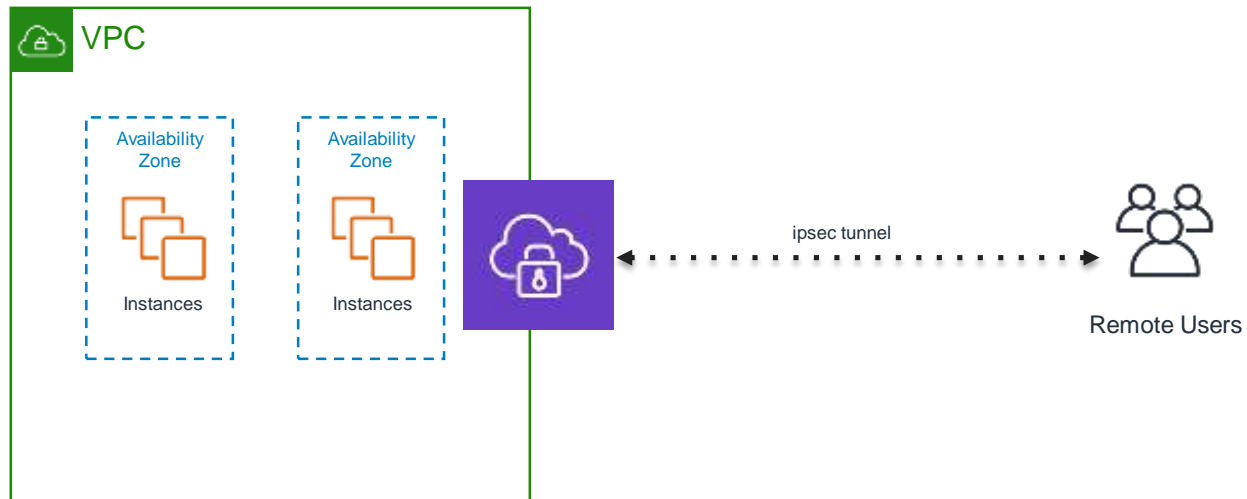 VPC
Availability
Zone
Instances
Availability
Zone
Instances
ipsec tunnel
Remote Users